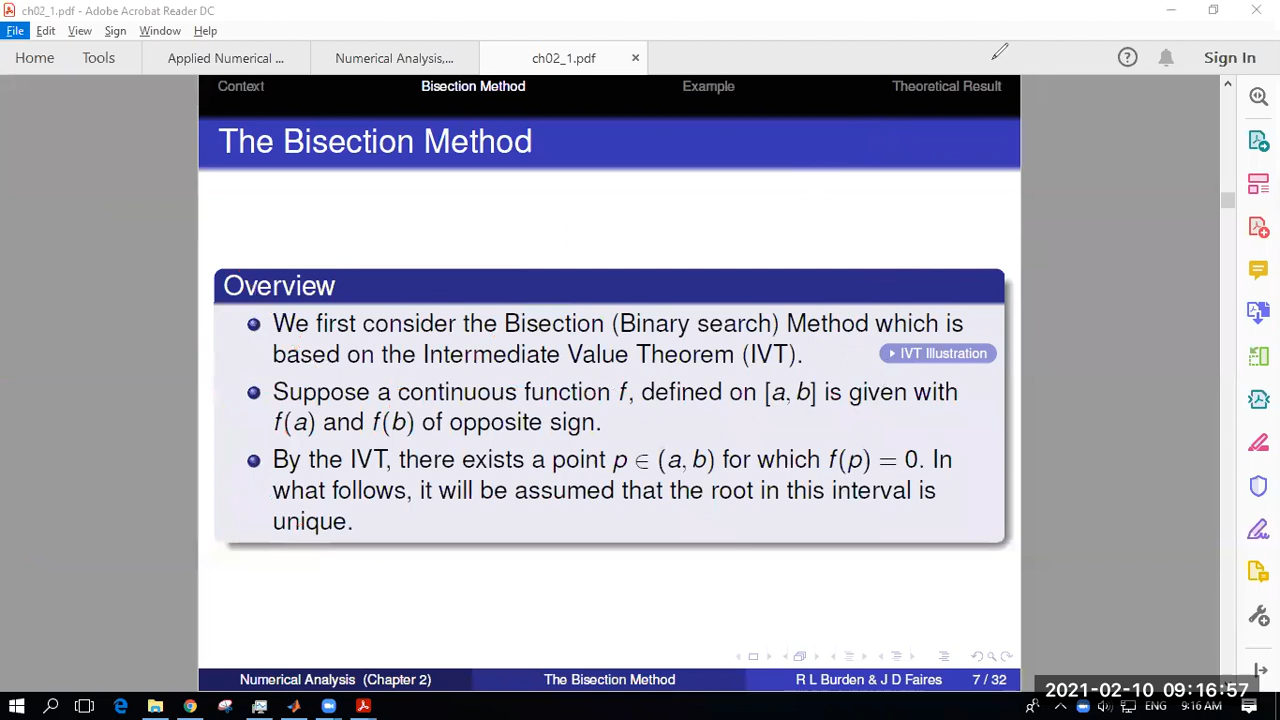 ch02_1.pdf - Adobe Acrobat Reader DC
File Edit View Sign Window Help
Home Tools Applied Numerical ... Numerical Analysis,... ch02_1.pdf × Sign In
Context Bisection Method Example Theoretical Result
The Bisection Method
Overview
We first consider the Bisection (Binary search) Method which is
based on the Intermediate Value Theorem (IVT). IVT Illustration
Suppose a continuous function f, defined on [a, b] is given with
f(a) and f(b) of opposite sign.
By the IVT, there exists a point p ∈ (a, b) for which f(p) = 0. In
what follows, it will be assumed that the root in this interval is
unique.
Numerical Analysis (Chapter 2) The Bisection Method R L Burden & J D Faires 7 / 32
2021-02-10 09:16:57
ENG 9:16 AM